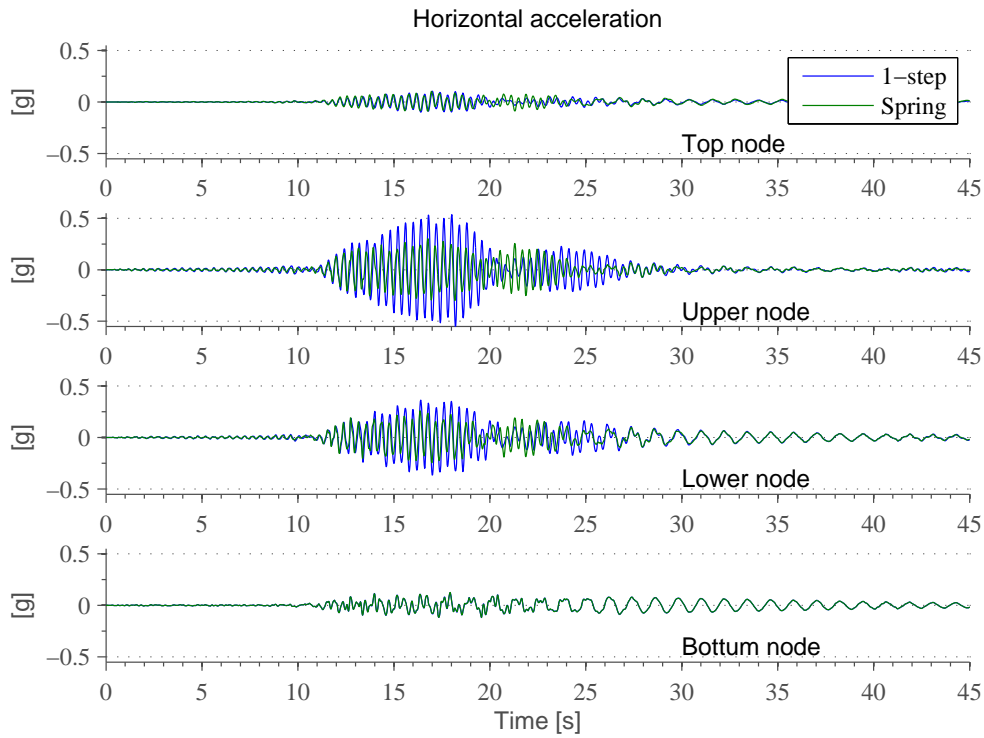 Horizontal acceleration
0.5
0
−0.5
[g]
1−step
Spring
Top node
0 5 10 15 20 25 30 35 40 45
0.5
0
−0.5
[g]
Upper node
0 5 10 15 20 25 30 35 40 45
0.5
0
−0.5
[g]
Lower node
0 5 10 15 20 25 30 35 40 45
0.5
0
−0.5
[g]
Bottum node
0 5 10 15 20 25 30 35 40 45
Time [s]